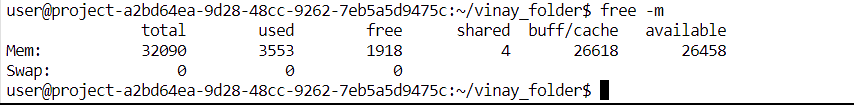 user@project-a2bd64ea-9d28-48cc-9262-7eb5a5d9475c:~/vinay_folder$ free -m
              total        used        free      shared  buff/cache   available
Mem:          32090        3553        1918           4       26618       26458
Swap:             0           0           0
user@project-a2bd64ea-9d28-48cc-9262-7eb5a5d9475c:~/vinay_folder$